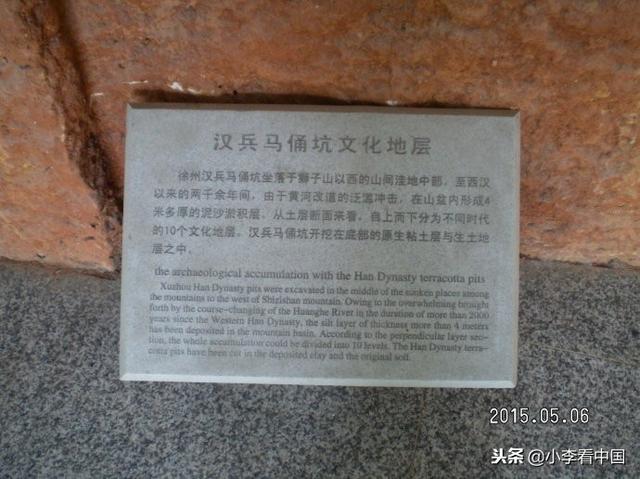 汉兵马俑坑文化地层
徐州汉兵马俑坑坐落于狮子山以西的山间洼地中部，至西汉
以来的两千余年间，由于黄河改道的泛滥冲击，在山盆内形成4
米多厚的泥沙淤积层，从土层断面来看，自上而下分为不同时代
的10个文化地层。汉兵马俑坑开挖在底部的原生粘土层与生土地
层之中。
the archaeological accumulation with the Han Dynasty terracotta pits
Xuzhou Han Dynasty pits were excavated in the middle of the sunken places among
the mountains to the west of Shizishan mountain. Owing to the overwhelming brought
forth by the course-changing of the Huanghe River in the duration of more than 2000
years since the Western Han Dynasty, the silt layer of thickness more than 4 meters
has been deposited in the mountain basin. According to the perpendicular layer sec-
tion, the whole accumulation could be divided into 10 levels. The Han Dynasty terra-
cotta pits have been cut in the deposited clay and the original soil.
2015.05.06
头条 @小李看中国